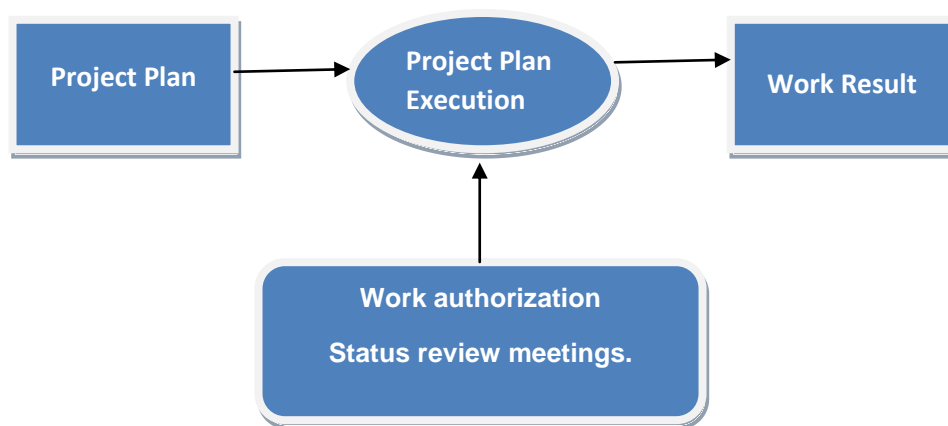 Project Plan
Project Plan
Execution
Work Result
Work authorization
Status review meetings.